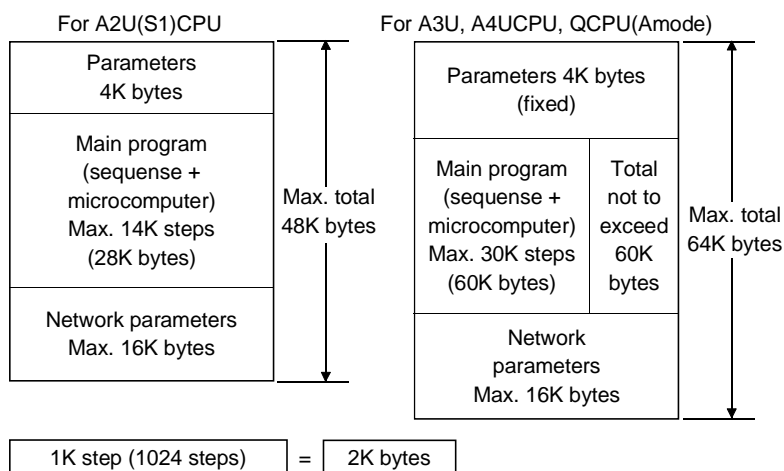 For A2U(S1)CPU
Parameters
4K bytes
Main program
(sequense +
microcomputer)
Max. 14K steps
(28K bytes)
Network parameters
Max. 16K bytes
Max. total
48K bytes
For A3U, A4UCPU, QCPU(Amode)
Parameters 4K bytes
(fixed)
Main program
(sequense +
microcomputer)
Max. 30K steps
(60K bytes)
Total
not to
exceed
60K
bytes
Network
parameters
Max. 16K bytes
Max. total
64K bytes
1K step (1024 steps) = 2K bytes